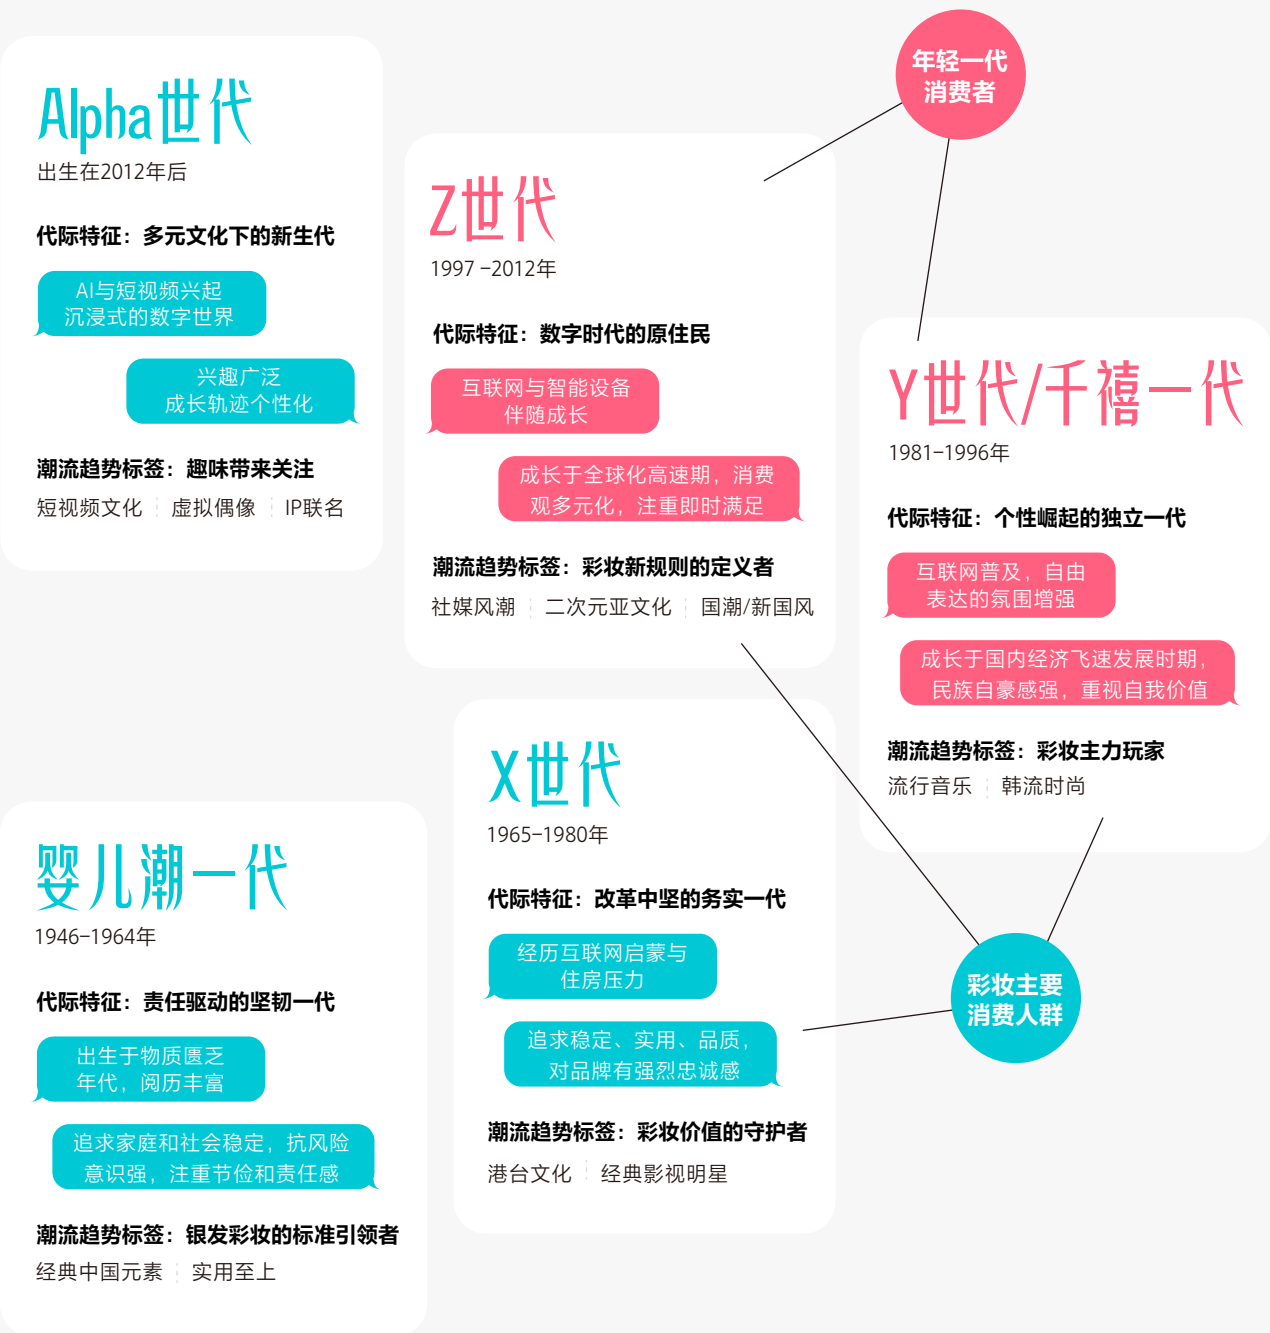 年轻一代
消费者
Alpha世代
出生在2012年后
代际特征：多元文化下的新生代
AI与短视频兴起
沉浸式的数字世界
兴趣广泛
成长轨迹个性化
潮流趋势标签：趣味带来关注
短视频文化 虚拟偶像 IP联名
Z世代
1997 –2012年
代际特征：数字时代的原住民
互联网与智能设备
伴随成长
成长于全球化高速期，消费
观多元化，注重即时满足
潮流趋势标签：彩妆新规则的定义者
社媒风潮 二次元亚文化 国潮/新国风
Y世代/千禧一代
1981–1996年
代际特征：个性崛起的独立一代
互联网普及，自由
表达的氛围增强
成长于国内经济飞速发展时期，
民族自豪感强，重视自我价值
潮流趋势标签：彩妆主力玩家
流行音乐 韩流时尚
X世代
1965–1980年
代际特征：改革中坚的务实一代
经历互联网启蒙与
住房压力
追求稳定、实用、品质，
对品牌有强烈忠诚感
潮流趋势标签：彩妆价值的守护者
港台文化 经典影视明星
彩妆主要
消费人群
婴儿潮一代
1946–1964年
代际特征：责任驱动的坚韧一代
出生于物质匮乏
年代，阅历丰富
追求家庭和社会稳定，抗风险
意识强，注重节俭和责任感
潮流趋势标签：银发彩妆的标准引领者
经典中国元素 实用至上